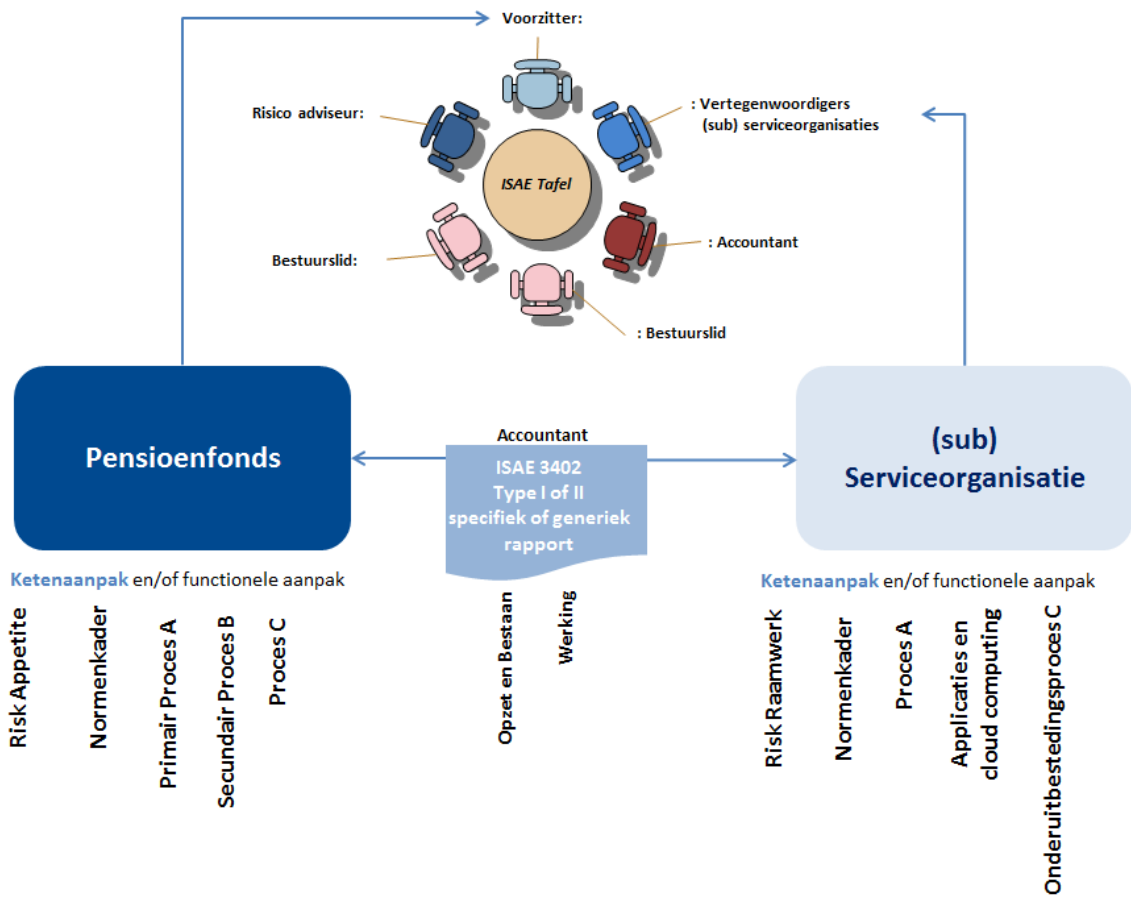 Voorzitter:
Risico adviseur:
: Vertegenwoordigers
(sub) serviceorganisaties
ISAE Tafel
Bestuurslid:
: Accountant
: Bestuurslid
Pensioenfonds
Accountant
ISAE 3402
Type I of II
specifiek of generiek
rapport
(sub)
Serviceorganisatie
Ketenaanpak en/of functionele aanpak
Risk Appetite
Normenkader
Primair Proces A
Secundair Proces B
Proces C
Opzet en Bestaan
Werking
Ketenaanpak en/of functionele aanpak
Risk Raamwerk
Normenkader
Proces A
Applicaties en
cloud computing
Onderuitbestedingsproces C